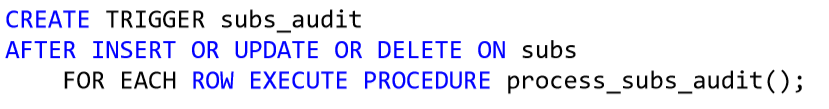 CREATE TRIGGER subs_audit
AFTER INSERT OR UPDATE OR DELETE ON subs
    FOR EACH ROW EXECUTE PROCEDURE process_subs_audit();